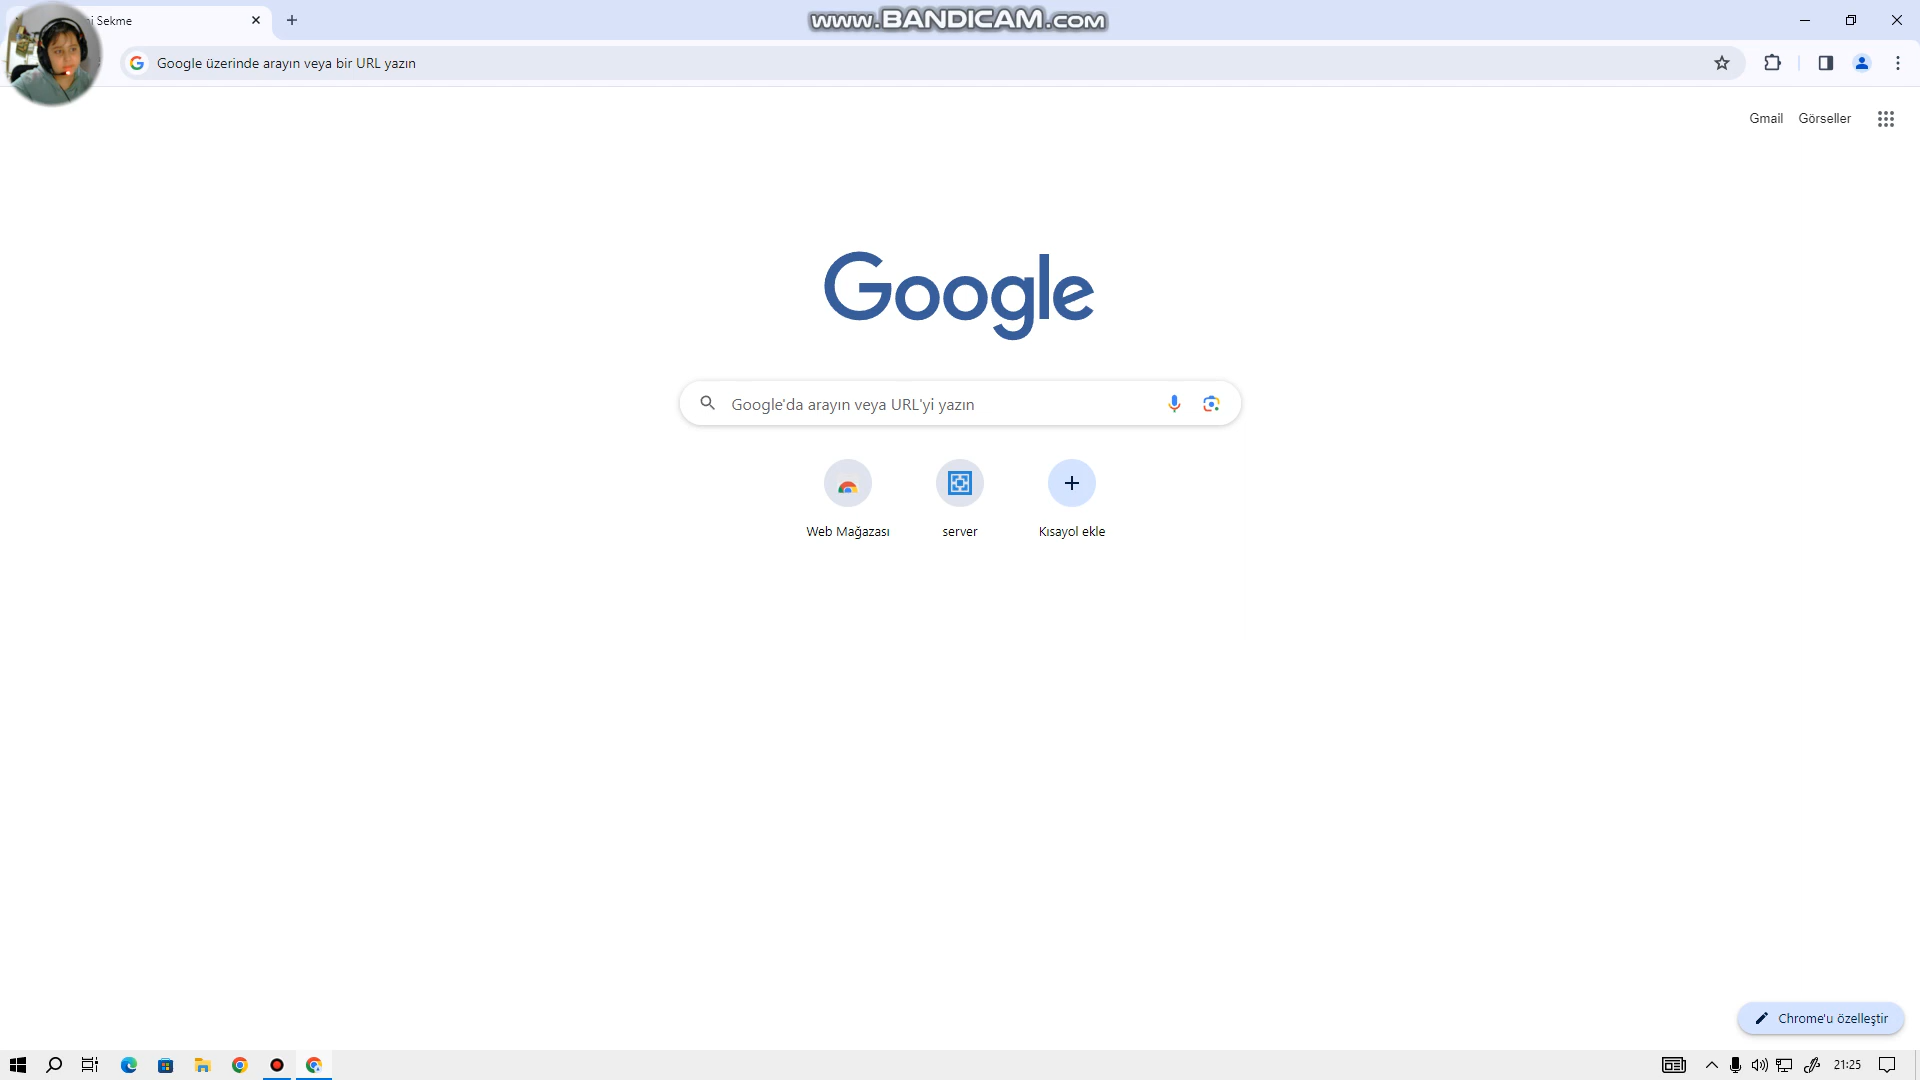 Sekme
www.BANDICAM.com
Google üzerinde arayın veya bir URL yazın
Gmail Görseller
Google
Google'da arayın veya URL'yi yazın
Web Mağazası server Kısayol ekle
Chrome'u özelleştir
21:25